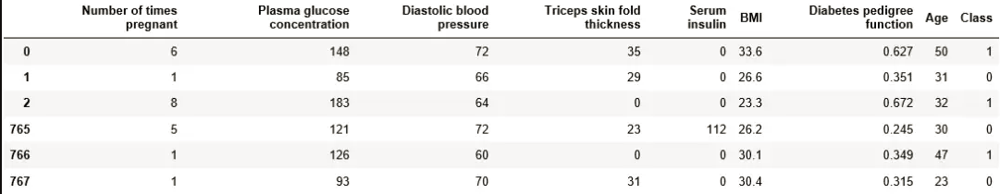 Number of times pregnant Plasma glucose concentration Diastolic blood pressure Triceps skin fold thickness Serum insulin BMI Diabetes pedigree function Age Class
0 6 148 72 35 0 33.6 0.627 50 1
1 1 85 66 29 0 26.6 0.351 31 0
2 8 183 64 0 0 23.3 0.672 32 1
765 5 121 72 23 112 26.2 0.245 30 0
766 1 126 60 0 0 30.1 0.349 47 1
767 1 93 70 31 0 30.4 0.315 23 0